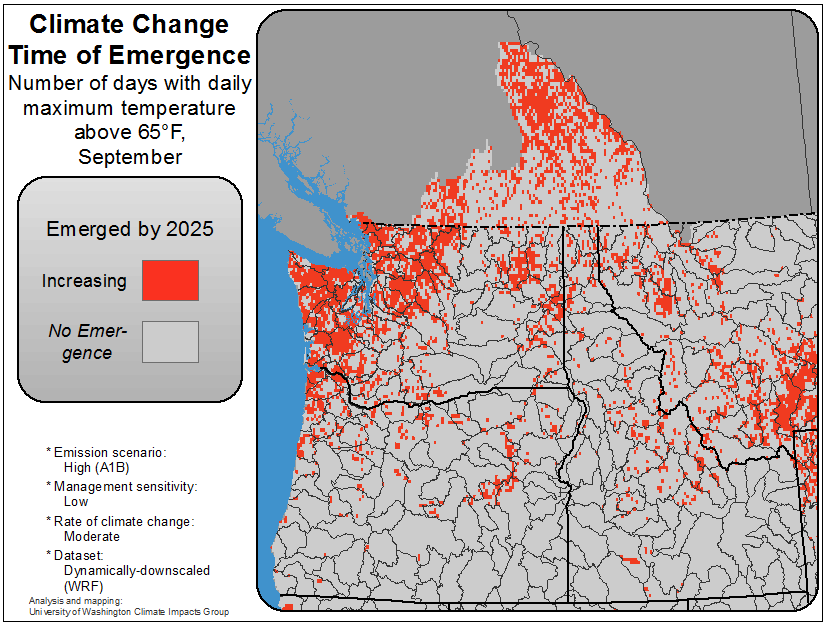 Climate Change
Time of Emergence
Number of days with daily
maximum temperature
above 65°F,
September
Emerged by 2025
Increasing
No Emer-
gence
* Emission scenario:
High (A1B)
* Management sensitivity:
Low
* Rate of climate change:
Moderate
* Dataset:
Dynamically-downscaled
(WRF)
Analysis and mapping:
University of Washington Climate Impacts Group